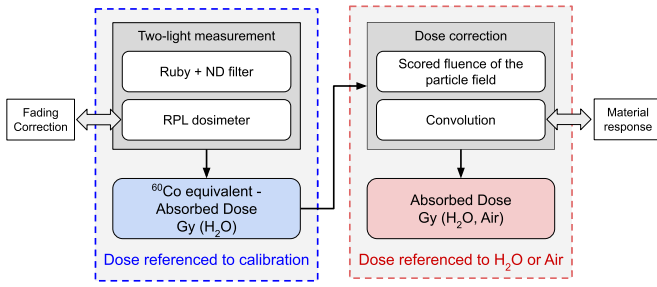 Two-light measurement
Ruby + ND filter
RPL dosimeter
Fading
Correction
⁶⁰Co equivalent -
Absorbed Dose
Gy (H₂O)
Dose referenced to calibration
Dose correction
Scored fluence of the
particle field
Convolution
Material
response
Absorbed Dose
Gy (H₂O, Air)
Dose referenced to H₂O or Air